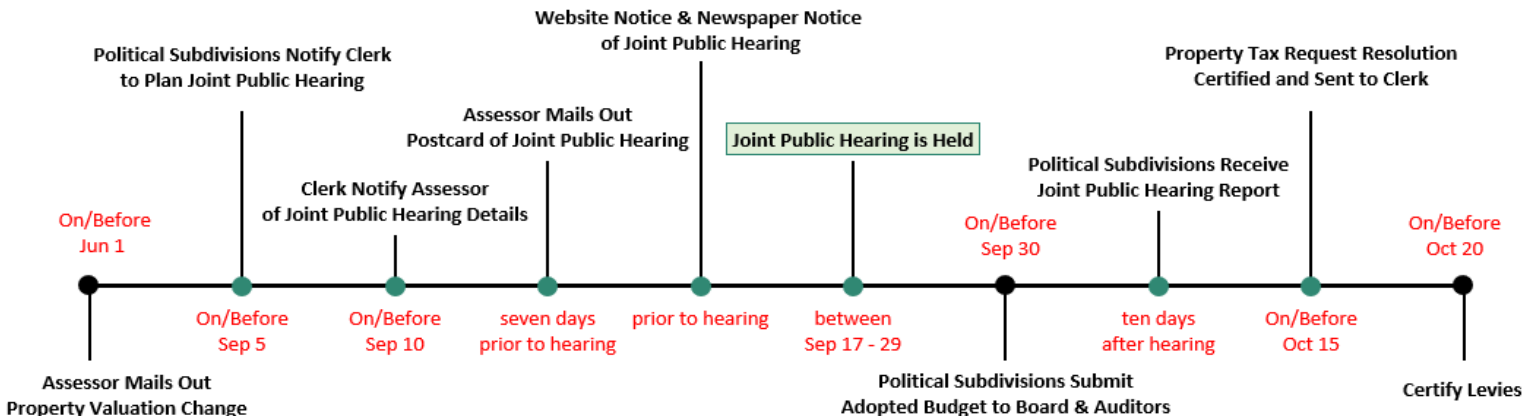 Website Notice & Newspaper Notice
of Joint Public Hearing
Political Subdivisions Notify Clerk
to Plan Joint Public Hearing
Property Tax Request Resolution
Certified and Sent to Clerk
Assessor Mails Out
Postcard of Joint Public Hearing
Joint Public Hearing is Held
Political Subdivisions Receive
Joint Public Hearing Report
Clerk Notify Assessor
of Joint Public Hearing Details
On/Before
Jun 1
On/Before
Sep 30
On/Before
Oct 20
On/Before
Sep 5
On/Before
Sep 10
seven days
prior to hearing
prior to hearing
between
Sep 17 - 29
ten days
after hearing
On/Before
Oct 15
Assessor Mails Out
Property Valuation Change
Political Subdivisions Submit
Adopted Budget to Board & Auditors
Certify Levies